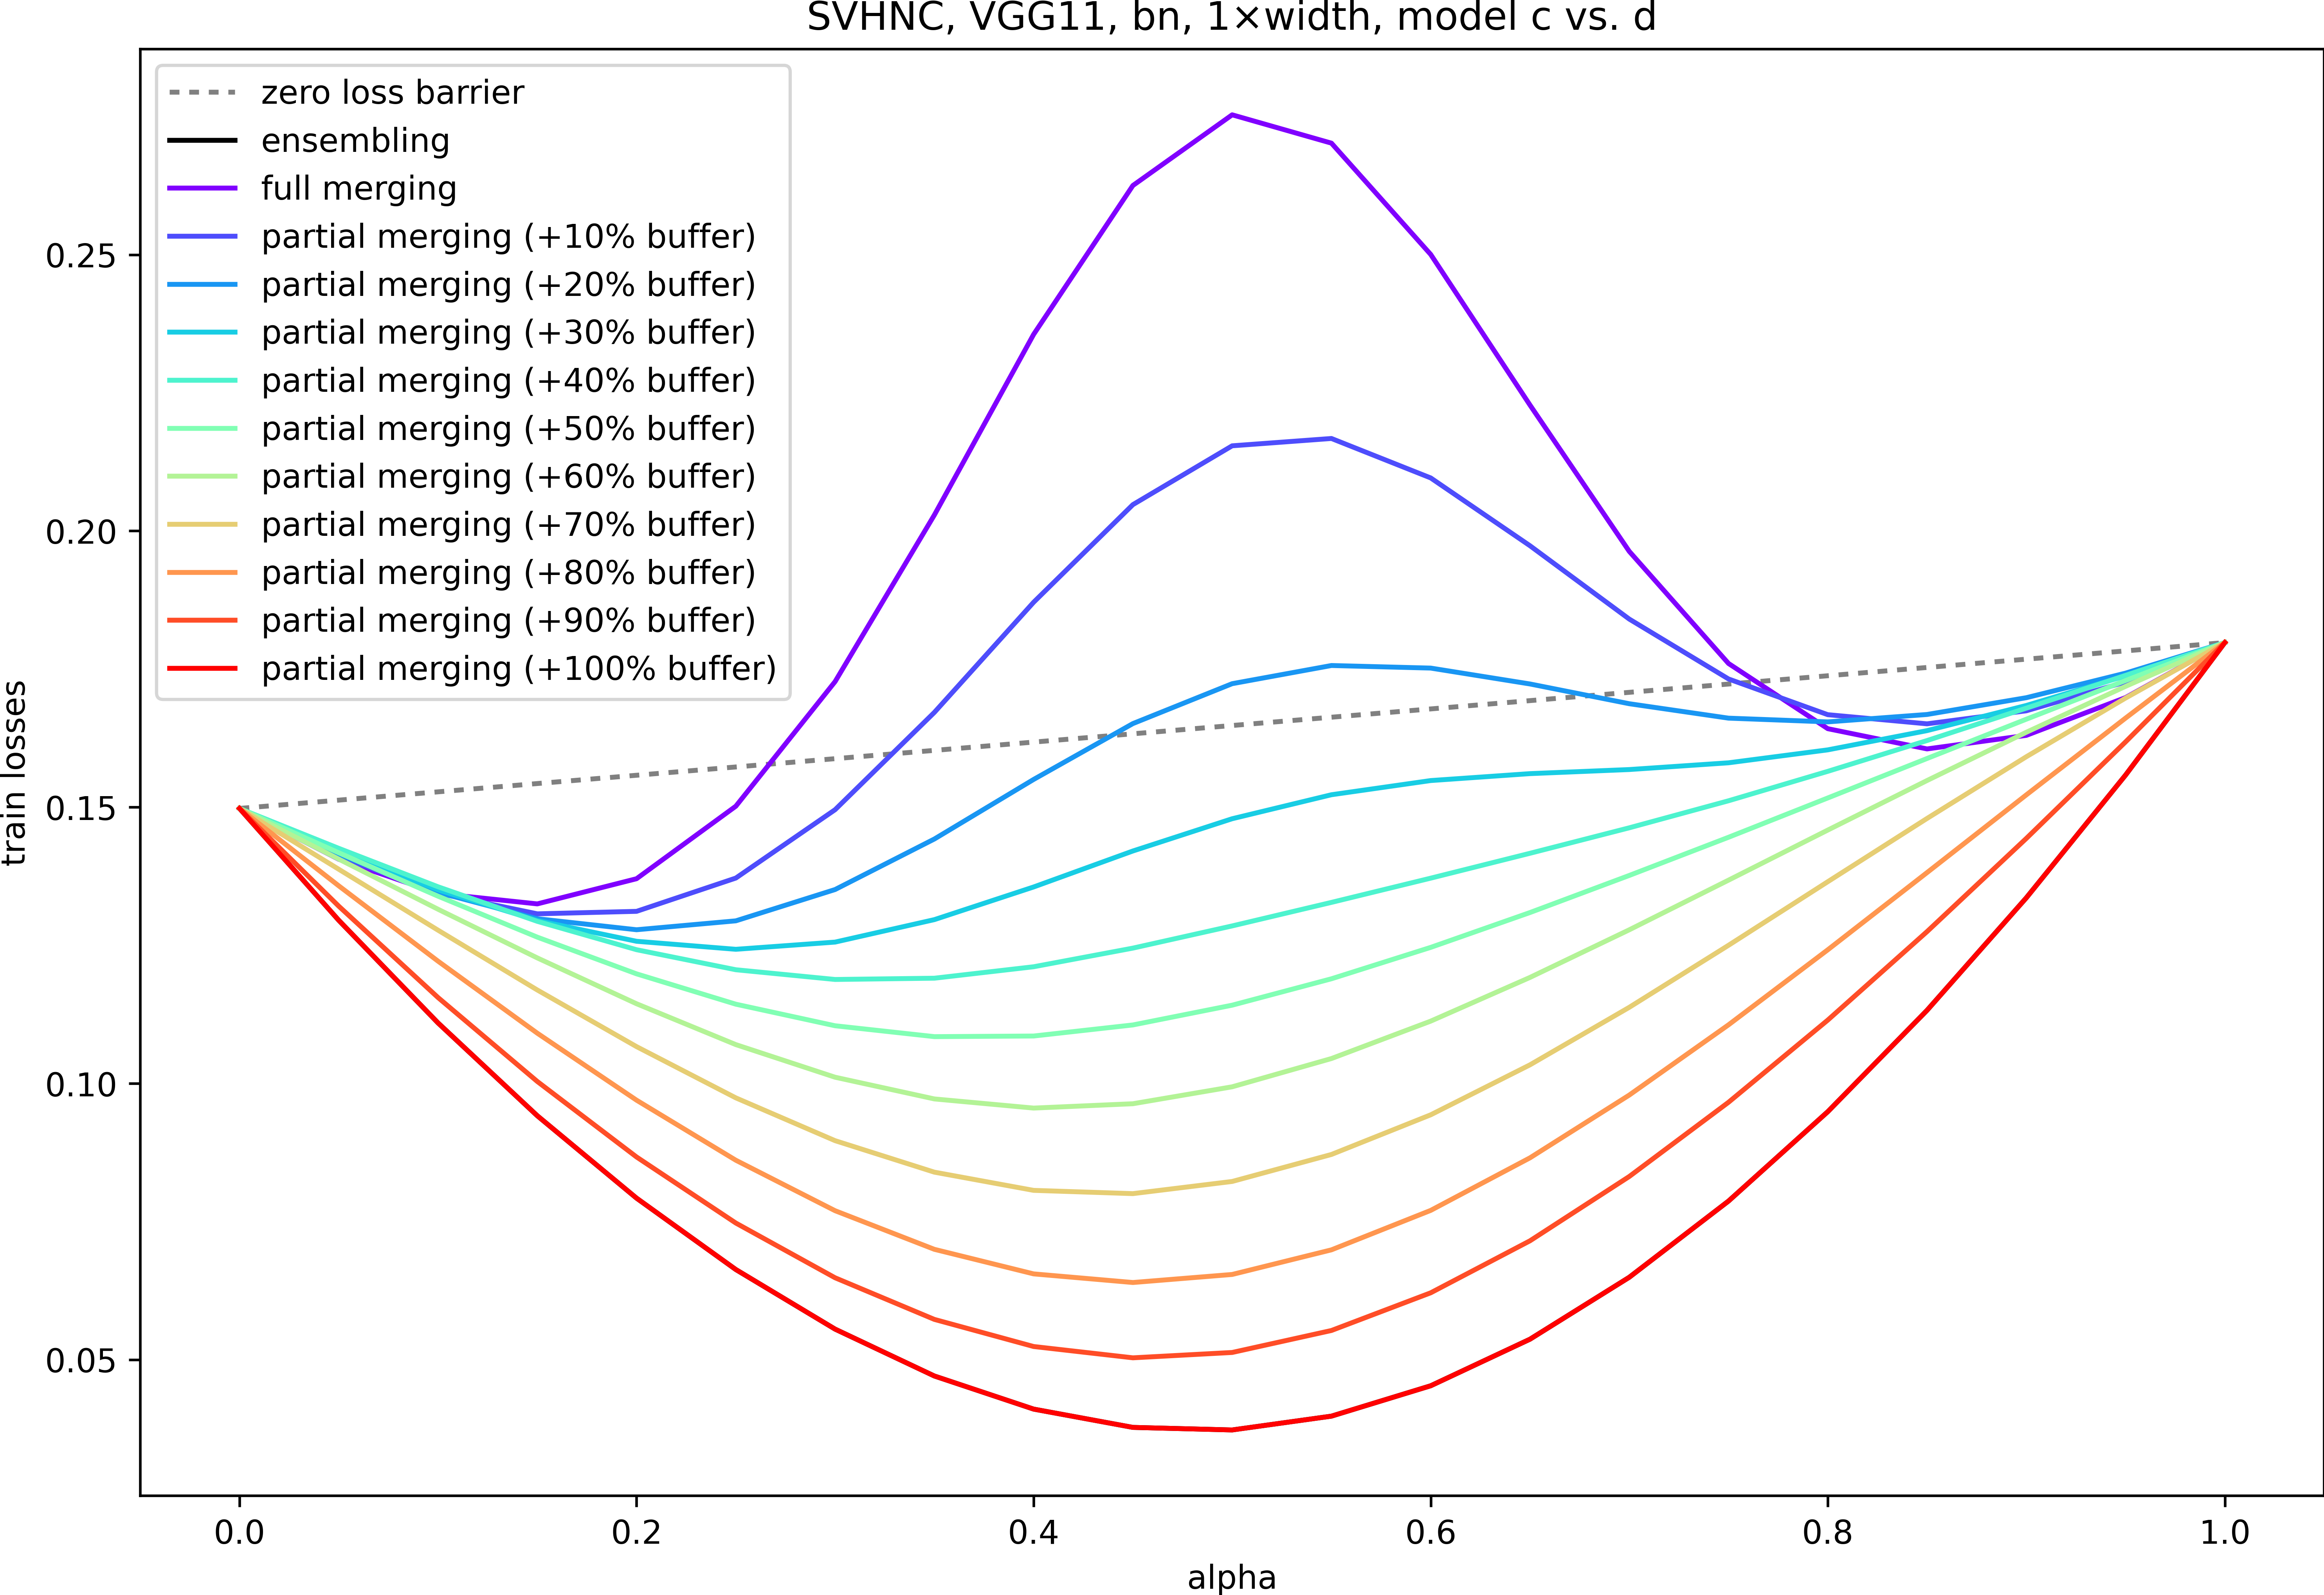 SVHNC, VGG11, bn, 1×width, model c vs. d
zero loss barrier
ensembling
full merging
partial merging (+10% buffer)
partial merging (+20% buffer)
partial merging (+30% buffer)
partial merging (+40% buffer)
partial merging (+50% buffer)
partial merging (+60% buffer)
partial merging (+70% buffer)
partial merging (+80% buffer)
partial merging (+90% buffer)
partial merging (+100% buffer)
train losses
0.25
0.20
0.15
0.10
0.05
0.0 0.2 0.4 0.6 0.8 1.0
alpha